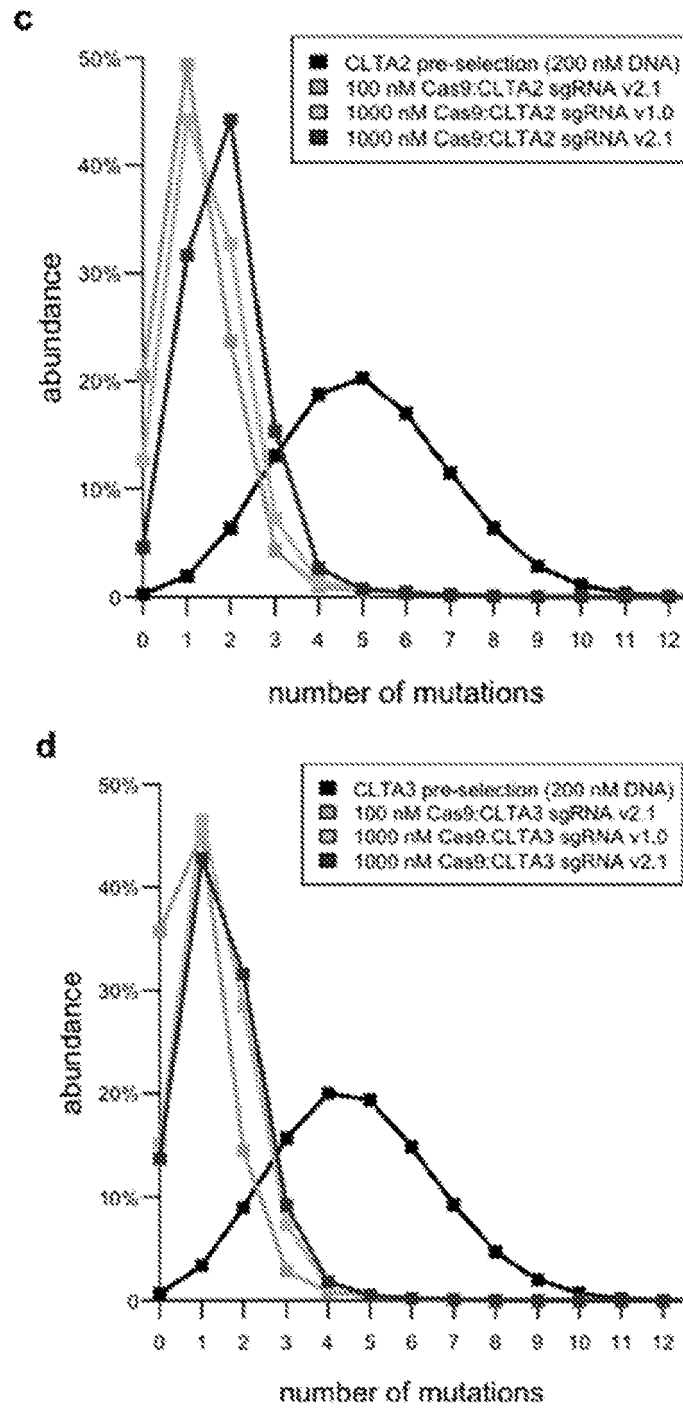 c
50%
CLTA2 pre-selection (200 nM DNA)
100 nM Cas9:CLTA2 sgRNA v2.1
1000 nM Cas9:CLTA2 sgRNA v1.0
1000 nM Cas9:CLTA2 sgRNA v2.1
40%
30%
abundance
20%
10%
0
0 1 2 3 4 5 6 7 8 9 10 11 12
number of mutations
d
50%
CLTA3 pre-selection (200 nM DNA)
100 nM Cas9:CLTA3 sgRNA v2.1
1000 nM Cas9:CLTA3 sgRNA v1.0
1000 nM Cas9:CLTA3 sgRNA v2.1
40%
30%
abundance
20%
10%
0
0 1 2 3 4 5 6 7 8 9 10 11 12
number of mutations